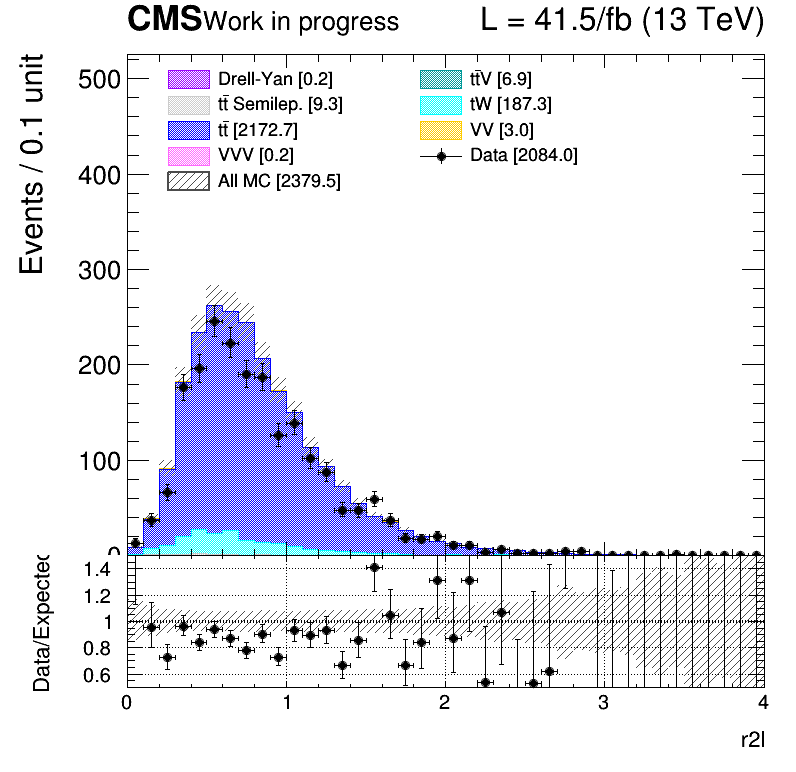 CMS Work in progress L = 41.5/fb (13 TeV)
Events / 0.1 unit
500
400
300
200
100
0
Drell-Yan [0.2]
tt̄ Semilep. [9.3]
tt̄ [2172.7]
VVV [0.2]
All MC [2379.5]
tt̄V [6.9]
tW [187.3]
VV [3.0]
Data [2084.0]
Data/Expected
1.4
1.2
1
0.8
0.6
0 1 2 3 4
r2l